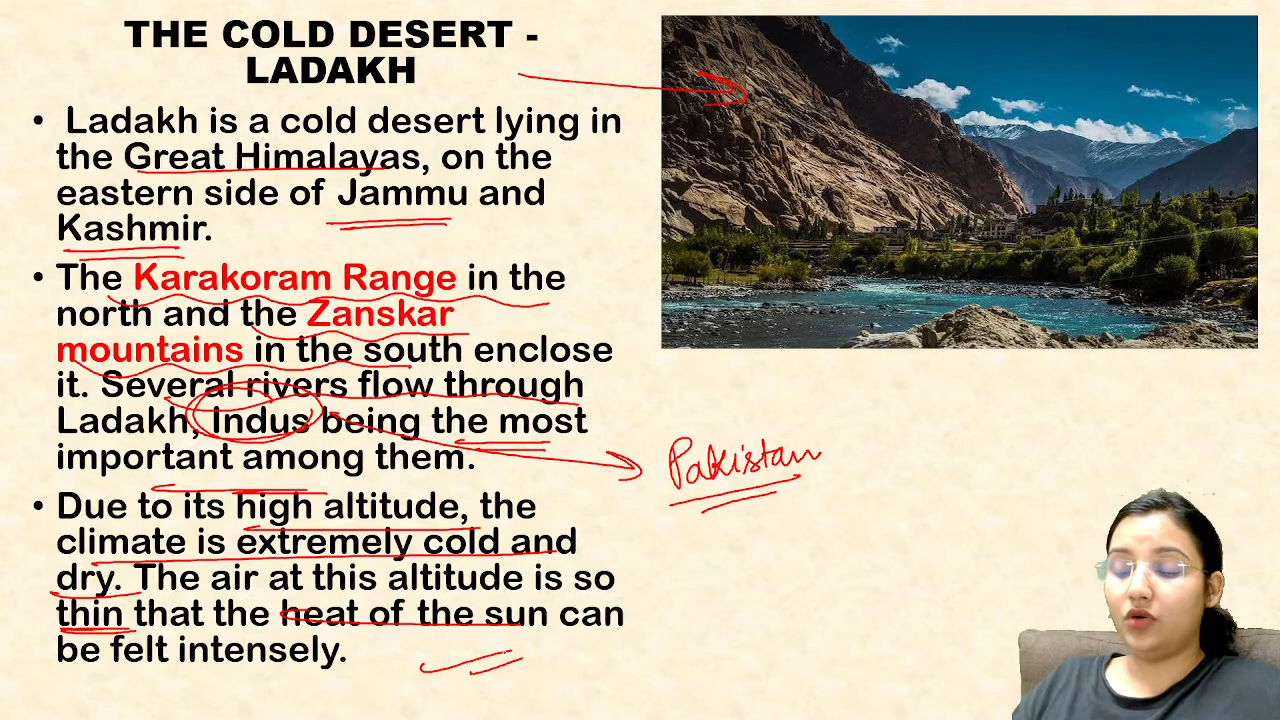 THE COLD DESERT -
LADAKH
• Ladakh is a cold desert lying in
the Great Himalayas, on the
eastern side of Jammu and
Kashmir.
• The Karakoram Range in the
north and the Zanskar
mountains in the south enclose
it. Several rivers flow through
Ladakh, Indus being the most
important among them.
Pakistan
• Due to its high altitude, the
climate is extremely cold and
dry. The air at this altitude is so
thin that the heat of the sun can
be felt intensely.